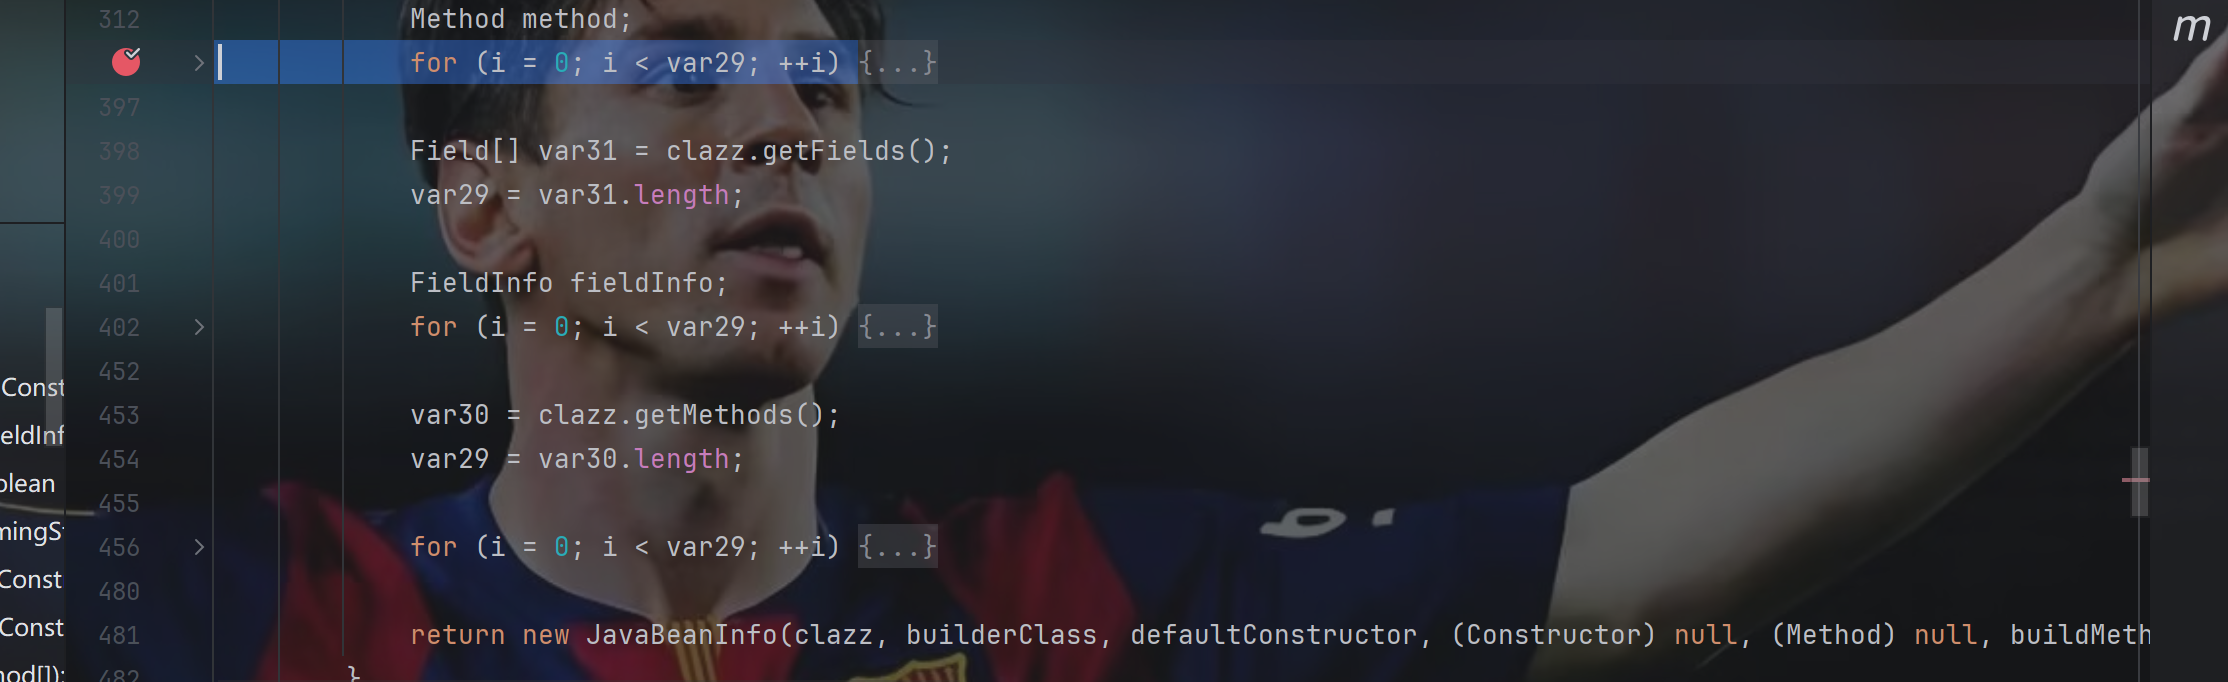 312 Method method;
for (i = 0; i < var29; ++i) {...}
397
398 Field[] var31 = clazz.getFields();
399 var29 = var31.length;
400
401 FieldInfo fieldInfo;
402 for (i = 0; i < var29; ++i) {...}
452
453 var30 = clazz.getMethods();
454 var29 = var30.length;
455
456 for (i = 0; i < var29; ++i) {...}
480
481 return new JavaBeanInfo(clazz, builderClass, defaultConstructor, (Constructor) null, (Method) null, buildMeth
482 }
m
Const
eldInf
olean
mingSt
Const
Const
hod[]):